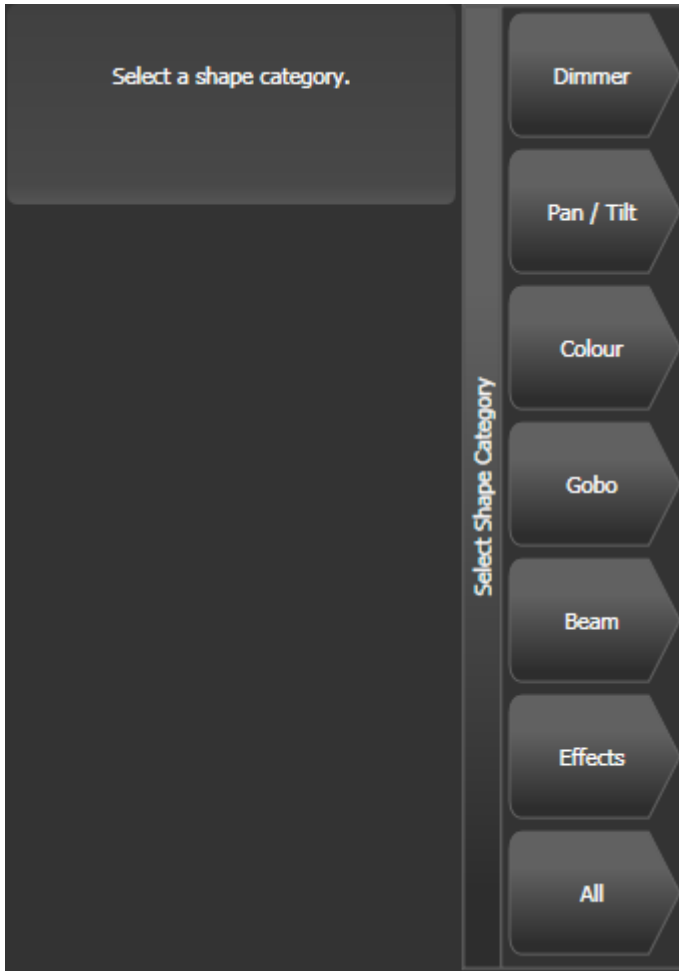 Select a shape category.
Select Shape Category
Dimmer
Pan / Tilt
Colour
Gobo
Beam
Effects
All